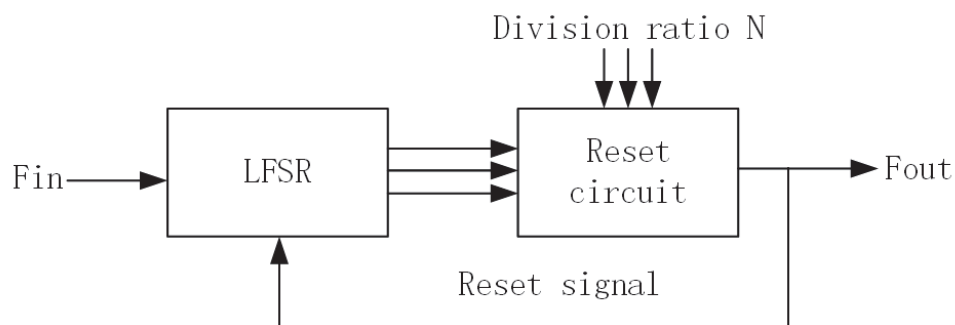 Division ratio N
Fin
LFSR
Reset
circuit
Fout
Reset signal